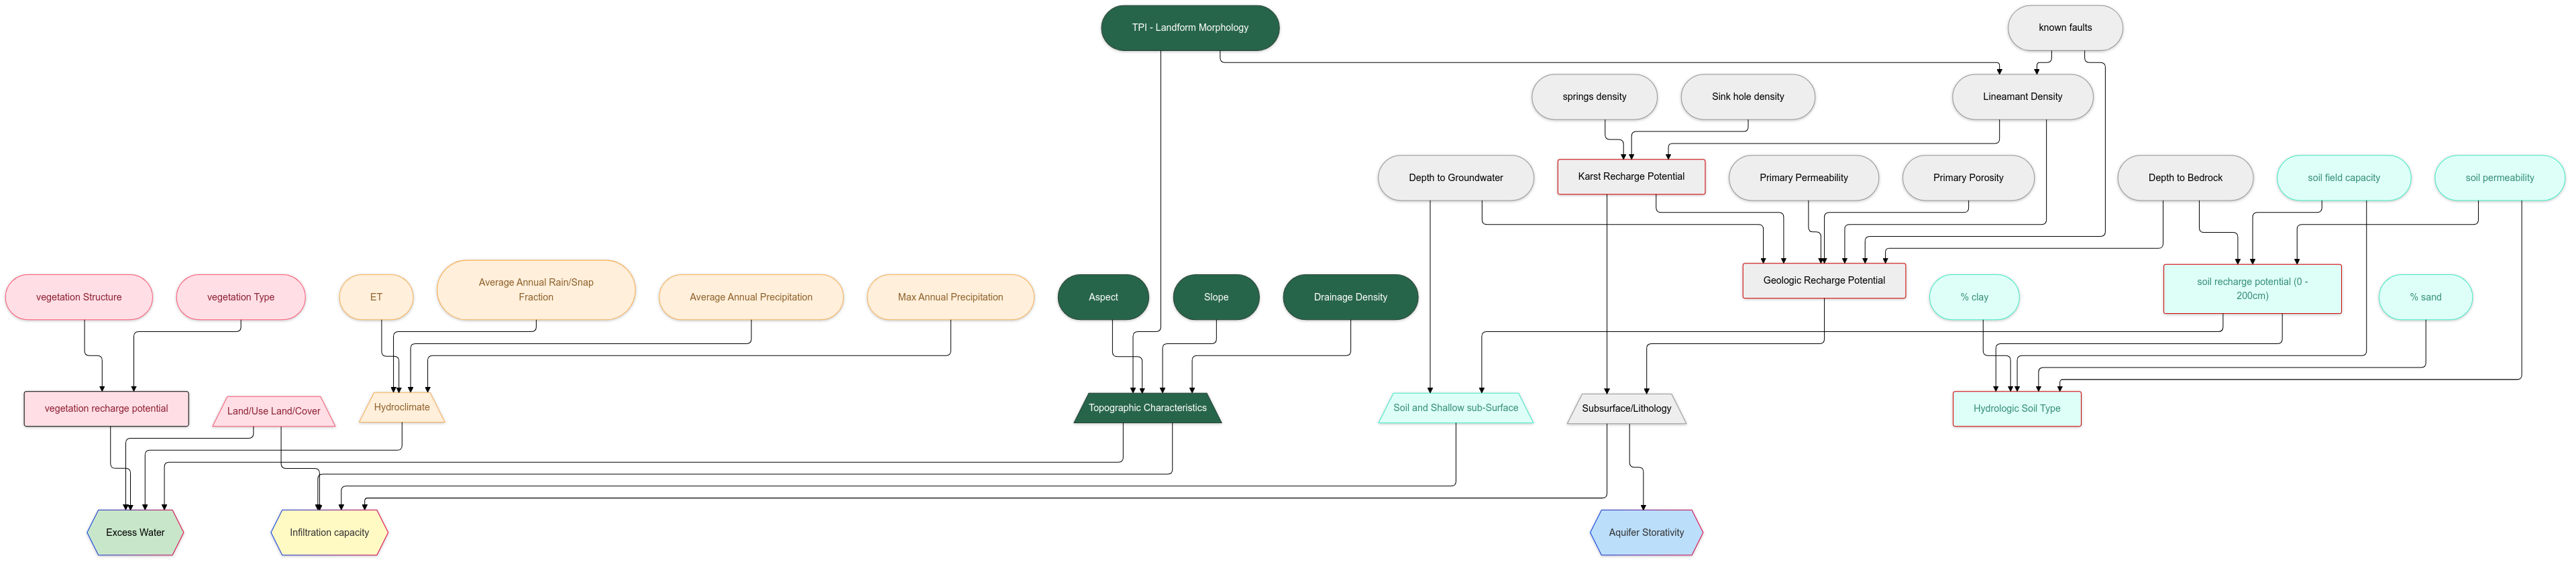 TPI - Landform Morphology
known faults
springs density
Sink hole density
Lineamant Density
Depth to Groundwater
Karst Recharge Potential
Primary Permeability
Primary Porosity
Depth to Bedrock
soil field capacity
soil permeability
vegetation Structure
vegetation Type
ET
Average Annual Rain/Snap
Fraction
Average Annual Precipitation
Max Annual Precipitation
Aspect
Slope
Drainage Density
Geologic Recharge Potential
% clay
soil recharge potential (0 -
200cm)
% sand
vegetation recharge potential
Land/Use Land/Cover
Hydroclimate
Topographic Characteristics
Soil and Shallow sub-Surface
Subsurface/Lithology
Hydrologic Soil Type
Excess Water
Infiltration capacity
Aquifer Storativity